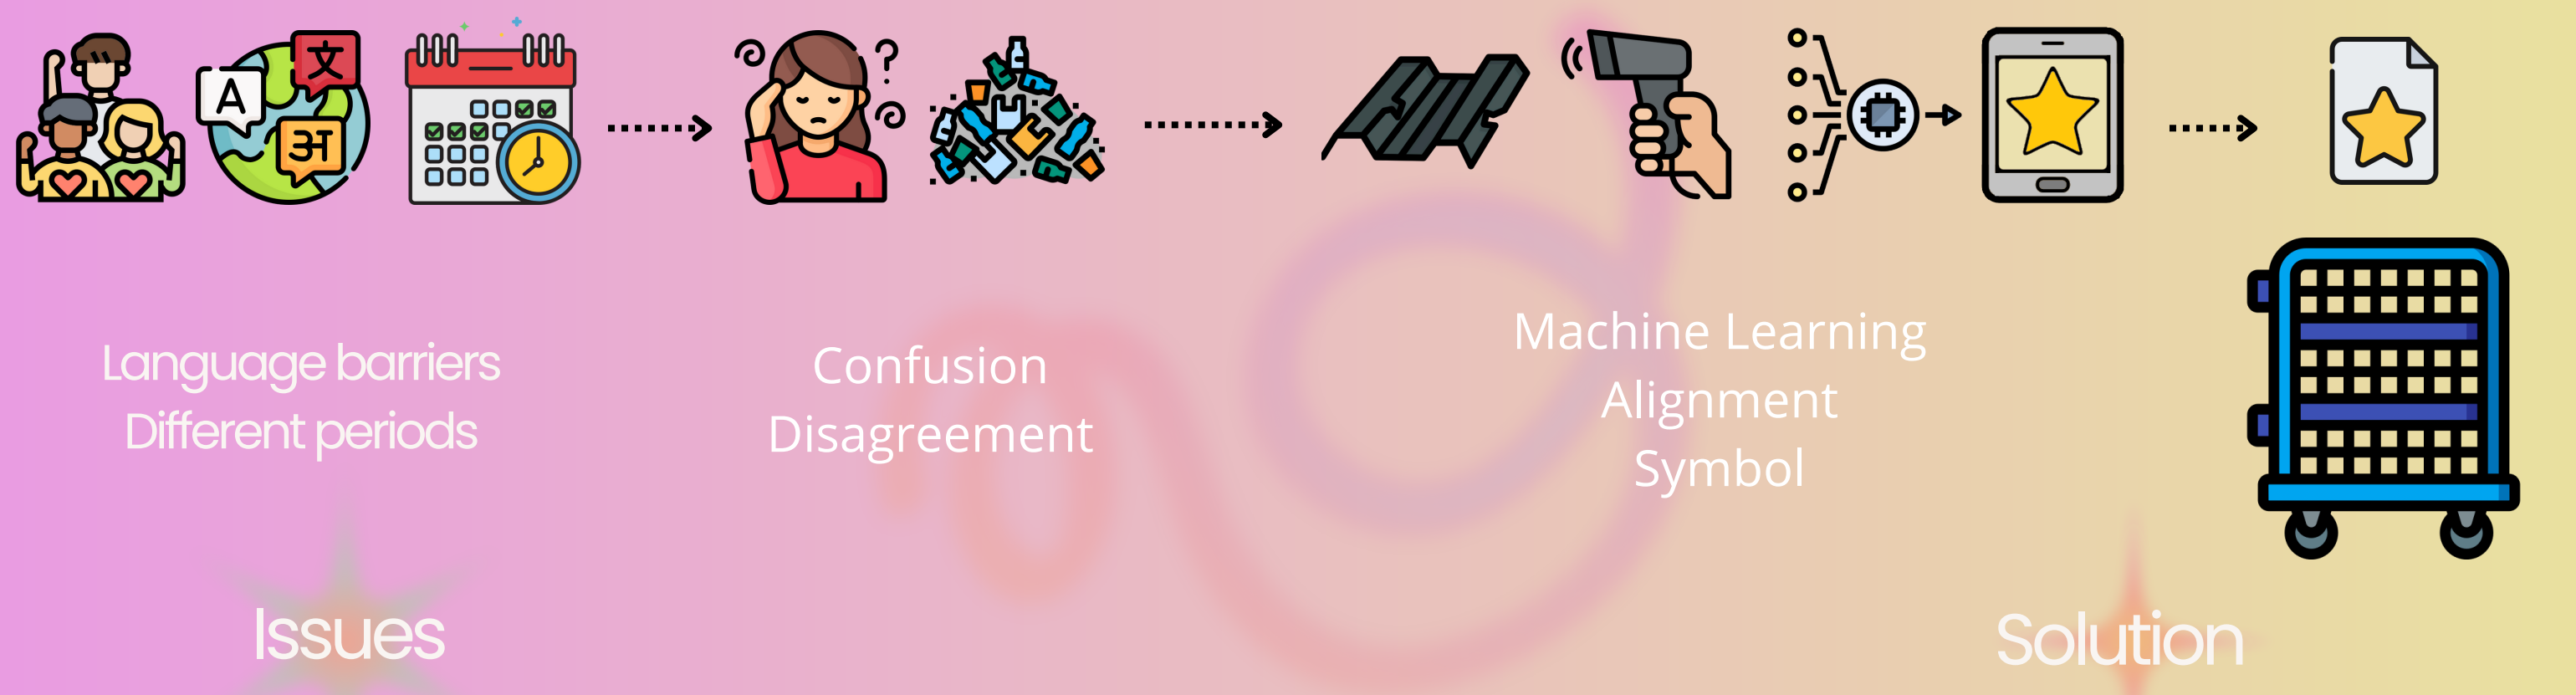 A
文
अ
?
Language barriers
Different periods
Confusion
Disagreement
Machine Learning
Alignment
Symbol
Issues
Solution